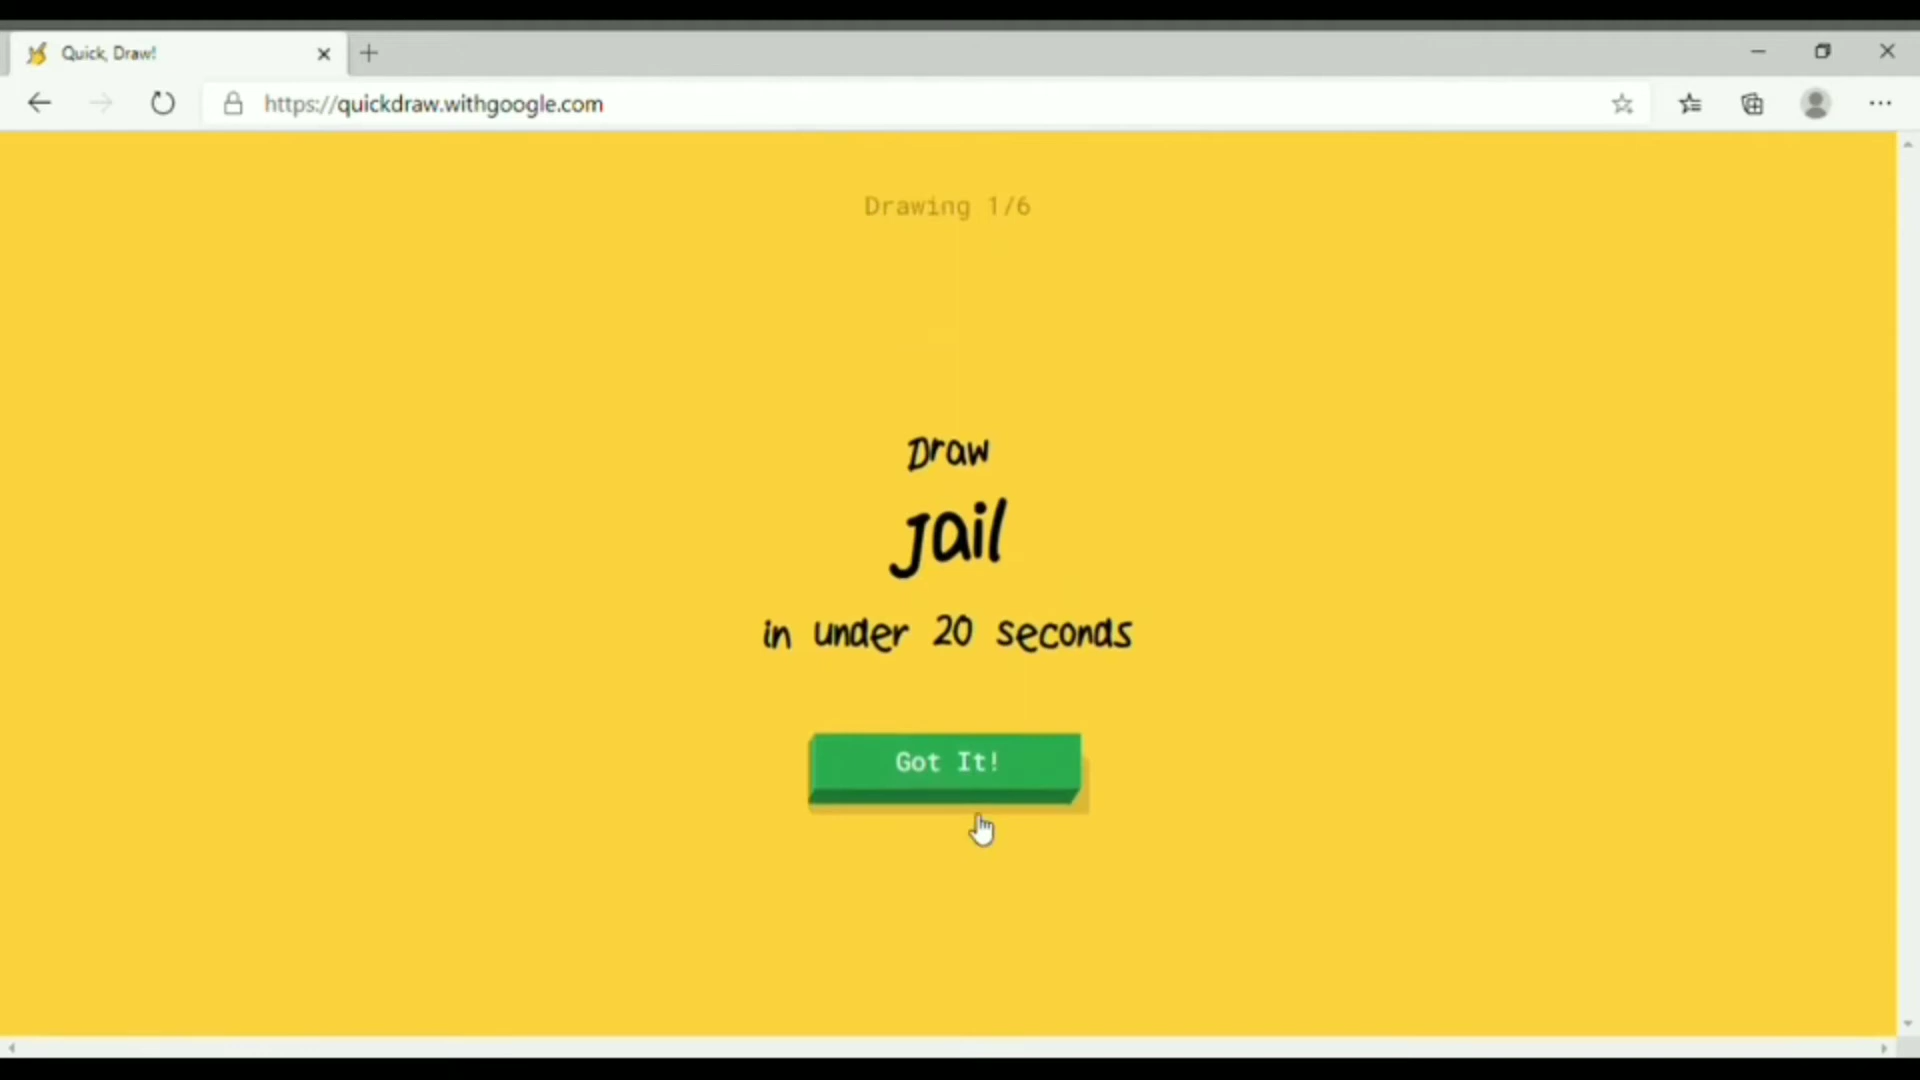 Quick, Draw!
https://quickdraw.withgoogle.com
Drawing 1/6
Draw
jail
in under 20 seconds
Got It!